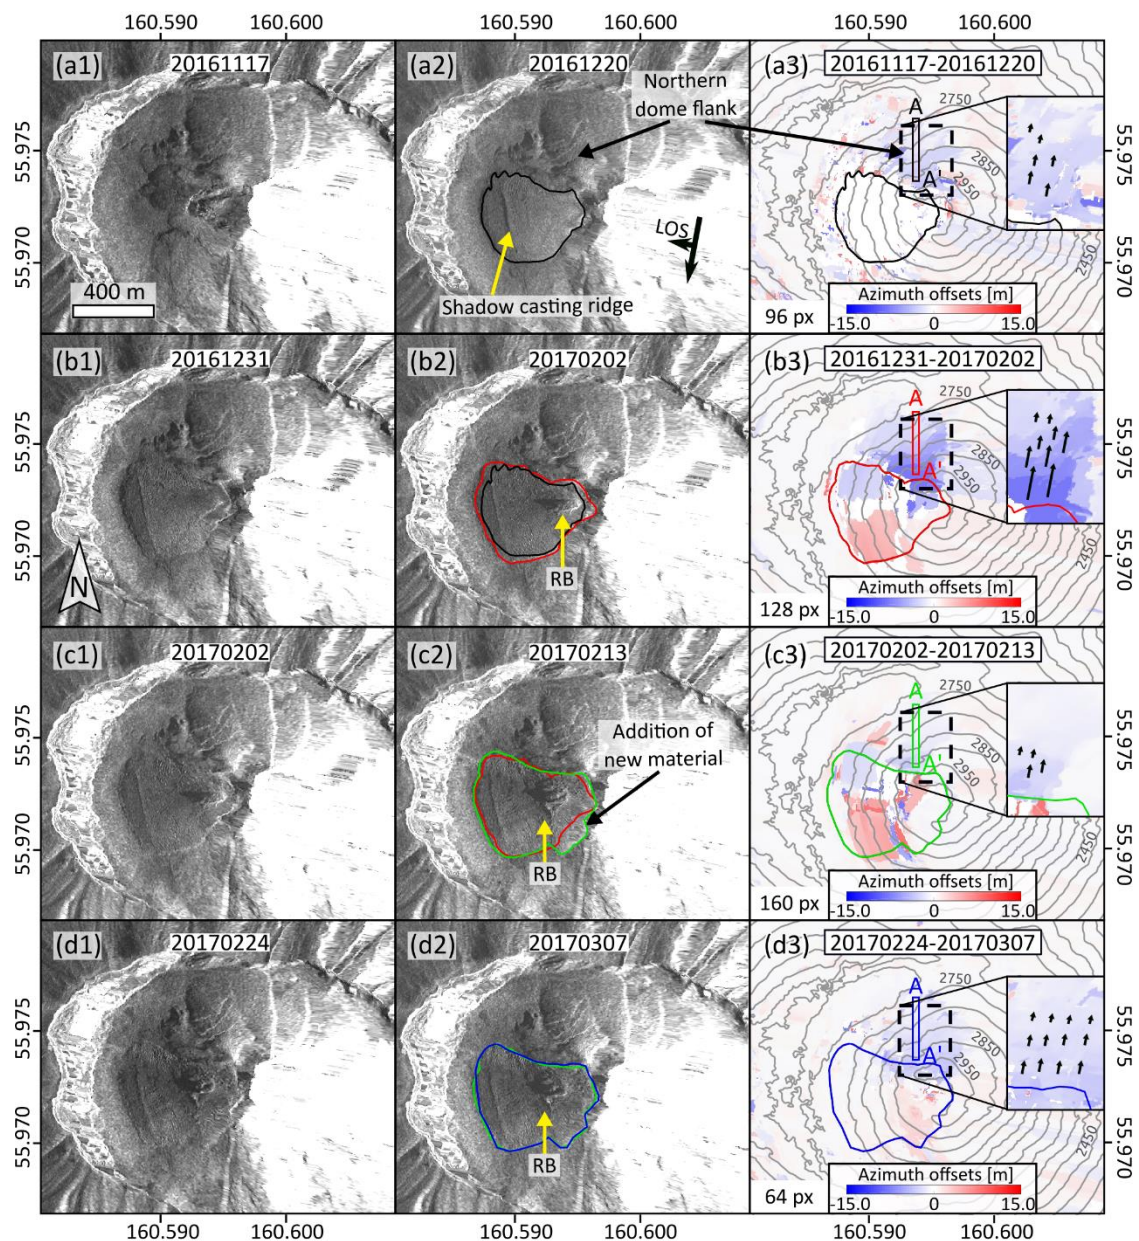 160.590
160.600
160.590
160.600
160.590
160.600
(a1)
20161117
(a2)
20161220
(a3)
20161117-20161220
Northern
dome flank
A
2750
2850
A'
2950
2450
LOS
400 m
Shadow casting ridge
Azimuth offsets [m]
96 px
-15.0
0
15.0
55.975
55.970
55.975
55.970
(b1)
20161231
(b2)
20170202
(b3)
20161231-20170202
A
2750
2850
A'
2950
2450
N
RB
Azimuth offsets [m]
128 px
-15.0
0
15.0
55.975
55.970
55.975
55.970
(c1)
20170202
(c2)
20170213
(c3)
20170202-20170213
Addition of
new material
A
2750
2850
A'
2950
2450
RB
Azimuth offsets [m]
160 px
-15.0
0
15.0
55.975
55.970
55.975
55.970
(d1)
20170224
(d2)
20170307
(d3)
20170224-20170307
A
2750
2850
A'
2950
2450
RB
Azimuth offsets [m]
64 px
-15.0
0
15.0
55.975
55.970
55.975
55.970
160.590
160.600
160.590
160.600
160.590
160.600